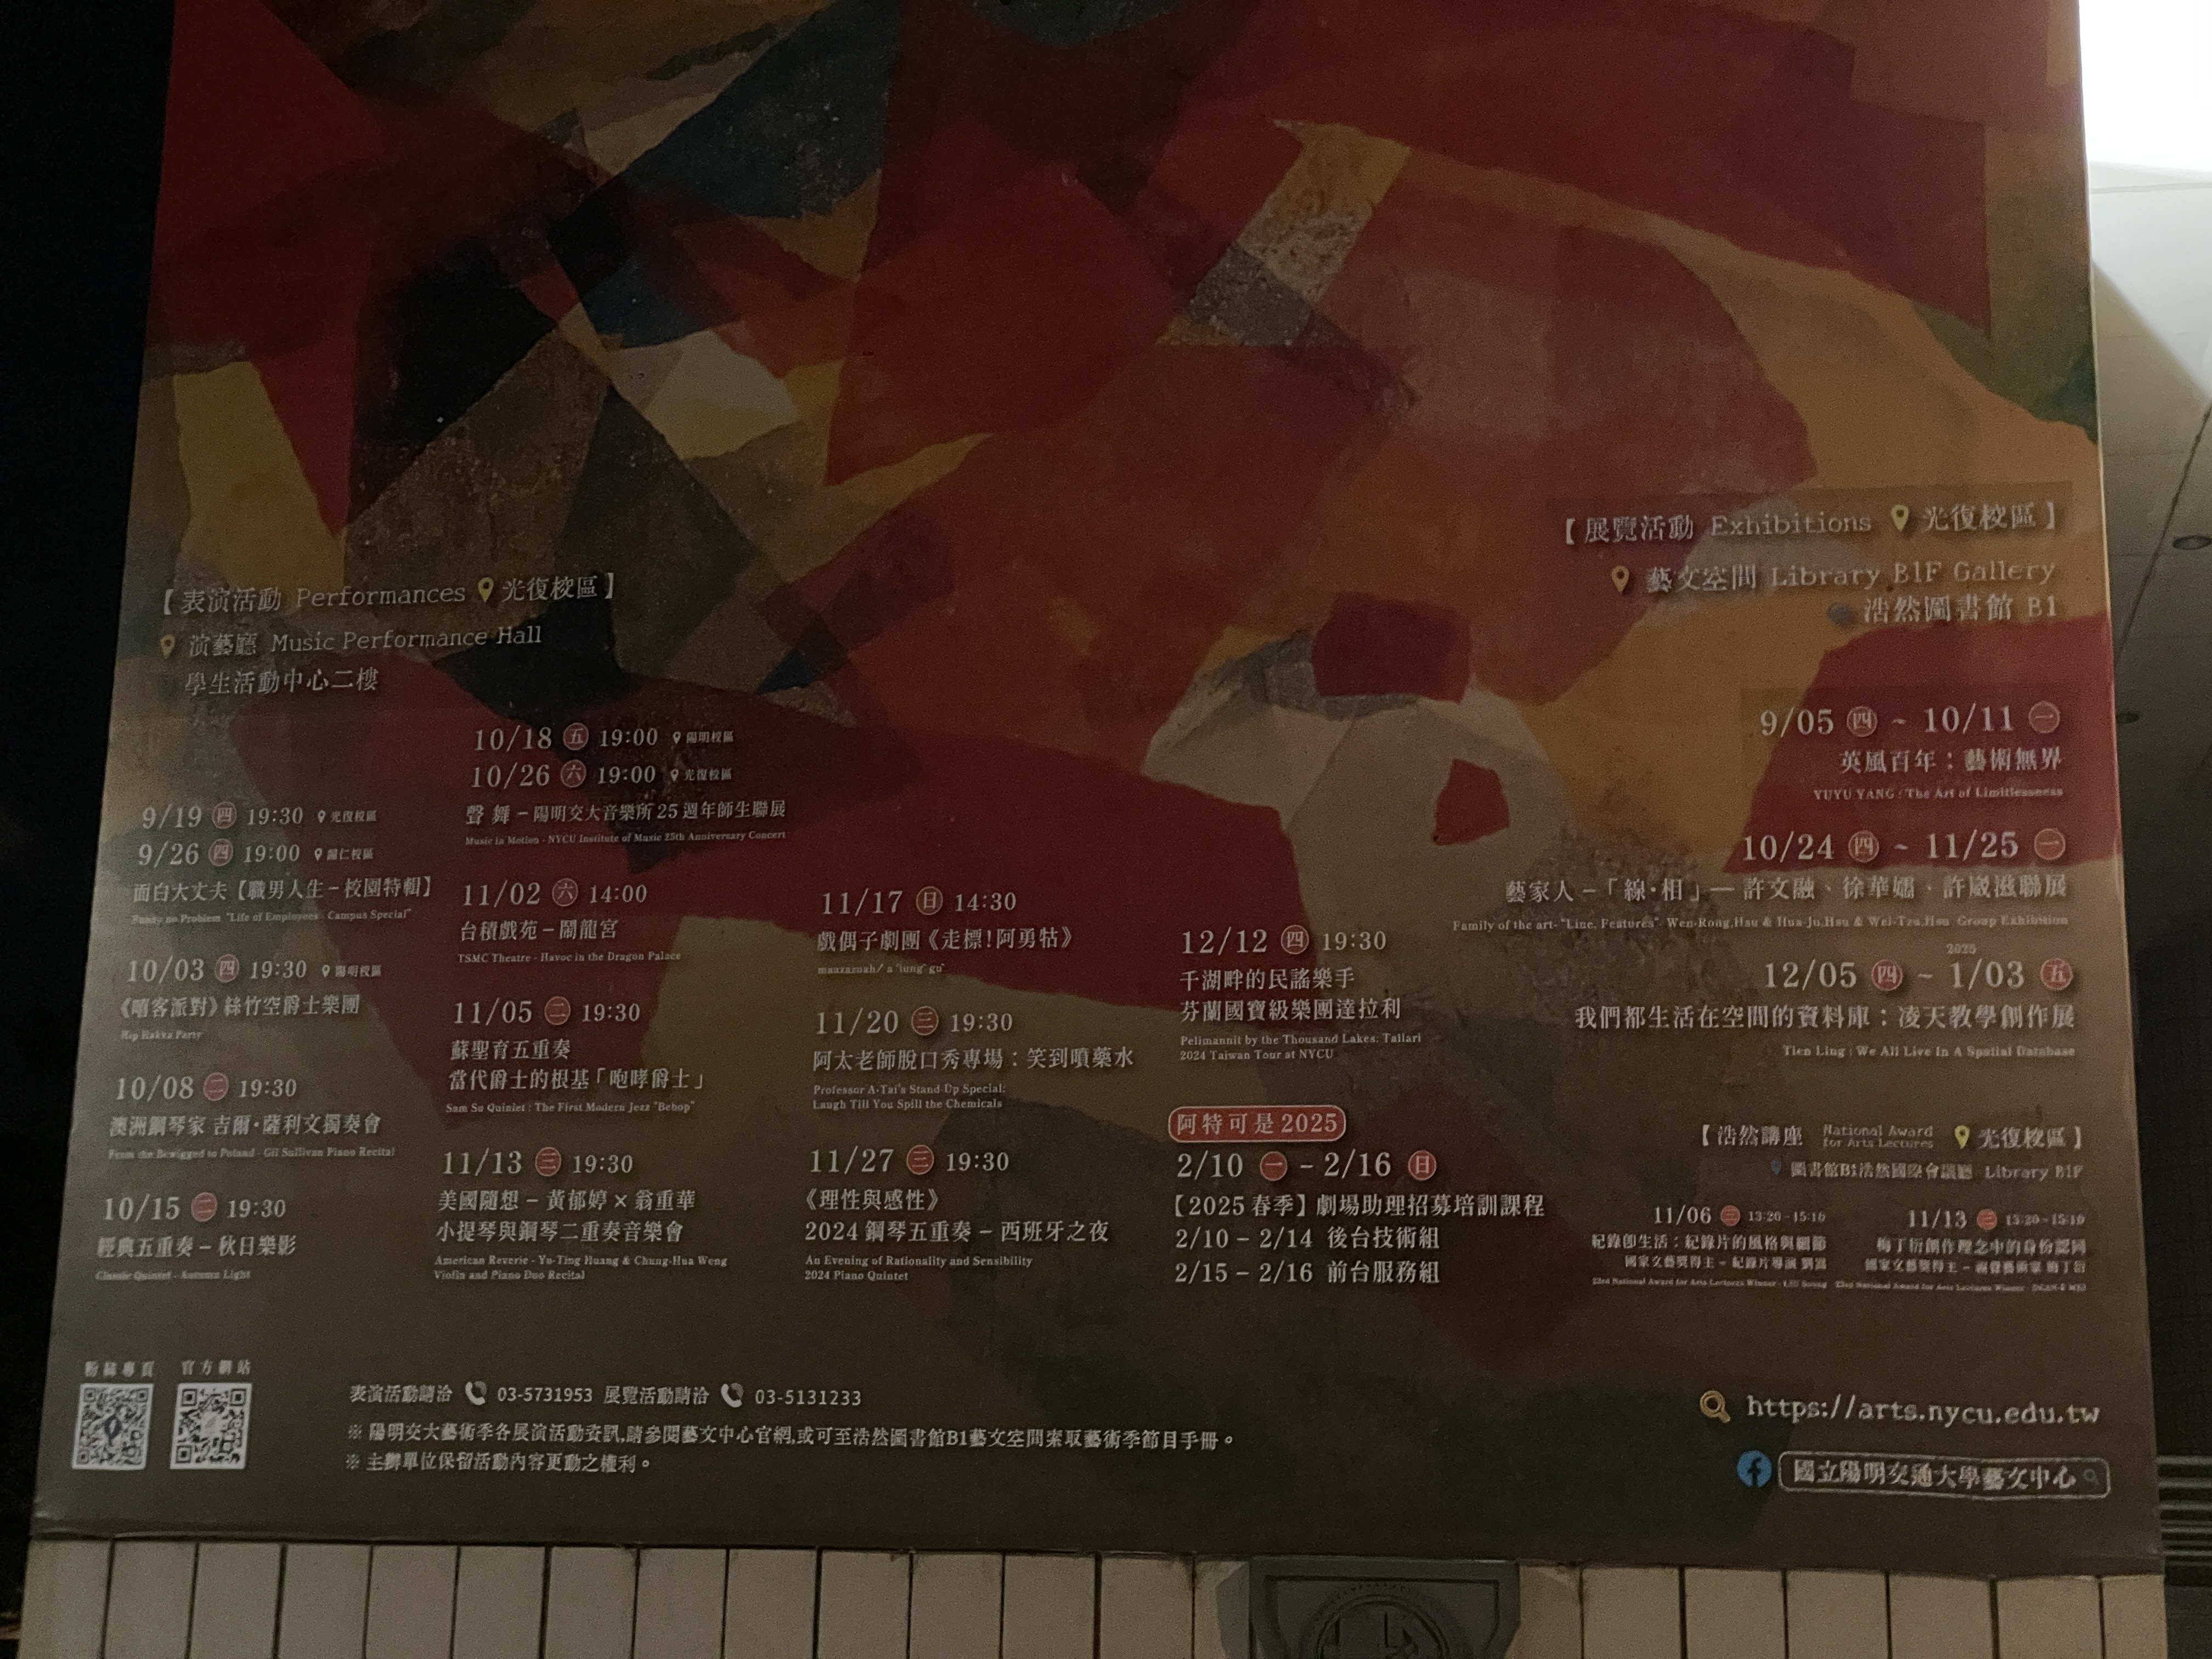 【表演活動 Performances 光復校區】
演藝廳 Music Performance Hall
學生活動中心二樓
9/19 四 19:30 光復校區
9/26 四 19:00 歸仁校區
面白大丈夫【職男人生－校園特輯】
Funny no Problem "Life of Employees - Campus Special"
10/03 四 19:30 陽明校區
《嘻客派對》絲竹空爵士樂團
Hip Hakka Party
10/08 二 19:30
澳洲鋼琴家 吉爾·薩利文獨奏會
From the Bewigged to Poland - Gil Sullivan Piano Recital
10/15 二 19:30
經典五重奏－秋日樂影
Classic Quintet - Autumn Light
10/18 五 19:00 陽明校區
10/26 六 19:00 光復校區
聲 舞－陽明交大音樂所25週年師生聯展
Music in Motion - NYCU Institute of Music 25th Anniversary Concert
11/02 六 14:00
台積戲苑－鬧龍宮
TSMC Theatre - Havoc in the Dragon Palace
11/05 二 19:30
蘇聖育五重奏
當代爵士的根基「咆哮爵士」
Sam Su Quintet : The First Modern Jazz "Bebop"
11/13 三 19:30
美國隨想－黃郁婷×翁重華
小提琴與鋼琴二重奏音樂會
American Reverie - Yu-Ting Huang & Chung-Hua Weng
Violin and Piano Duo Recital
11/17 日 14:30
戲偶子劇團《走標!阿勇牯》
11/20 三 19:30
阿太老師脫口秀專場：笑到噴藥水
Professor A-Tai's Stand-Up Special:
Laugh Till You Spill the Chemicals
11/27 三 19:30
《理性與感性》
2024 鋼琴五重奏－西班牙之夜
An Evening of Rationality and Sensibility
2024 Piano Quintet
12/12 四 19:30
千湖畔的民謠樂手
芬蘭國寶級樂團達拉利
Pelimannit by the Thousand Lakes: Tallari
2024 Taiwan Tour at NYCU
阿特可是2025
2/10 一 – 2/16 日
【2025 春季】劇場助理招募培訓課程
2/10 – 2/14 後台技術組
2/15 – 2/16 前台服務組
【展覽活動 Exhibitions 光復校區】
藝文空間 Library B1F Gallery
浩然圖書館 B1
9/05 四 ~ 10/11 一
英風百年：藝術無界
YUYU YANG : The Art of Limitlessness
10/24 四 ~ 11/25 一
藝家人－「線·相」— 許文融、徐華嬬、許崴滋聯展
Family of the art-"Line, Features" Wen-Rong,Hsu & Hua-Ju,Hsu & Wei-Tzu,Hsu Group Exhibition
2025
12/05 四 ~ 1/03 五
我們都生活在空間的資料庫：凌天教學創作展
Tien Ling : We All Live In A Spatial Database
【浩然講座 National Award for Arts Lectures 光復校區】
圖書館B1浩然國際會議廳 Library B1F
11/06 三 13:20-15:10
紀錄即生活：紀錄片的風格與細節
國家文藝獎得主－紀錄片導演 劉嵩
23rd National Award for Arts Lectures Winner : LIU Soung
11/13 三 13:20-15:10
梅丁衍創作理念中的身份認同
國家文藝獎得主－視覺藝術家 梅丁衍
23rd National Award for Arts Lectures Winner : DEAN-E MEI
粉絲專頁 官方網站
表演活動請洽 03-5731953 展覽活動請洽 03-5131233
※ 陽明交大藝術季各展演活動資訊,請參閱藝文中心官網,或可至浩然圖書館B1藝文空間索取藝術季節目手冊。
※ 主辦單位保留活動內容更動之權利。
https://arts.nycu.edu.tw
國立陽明交通大學藝文中心